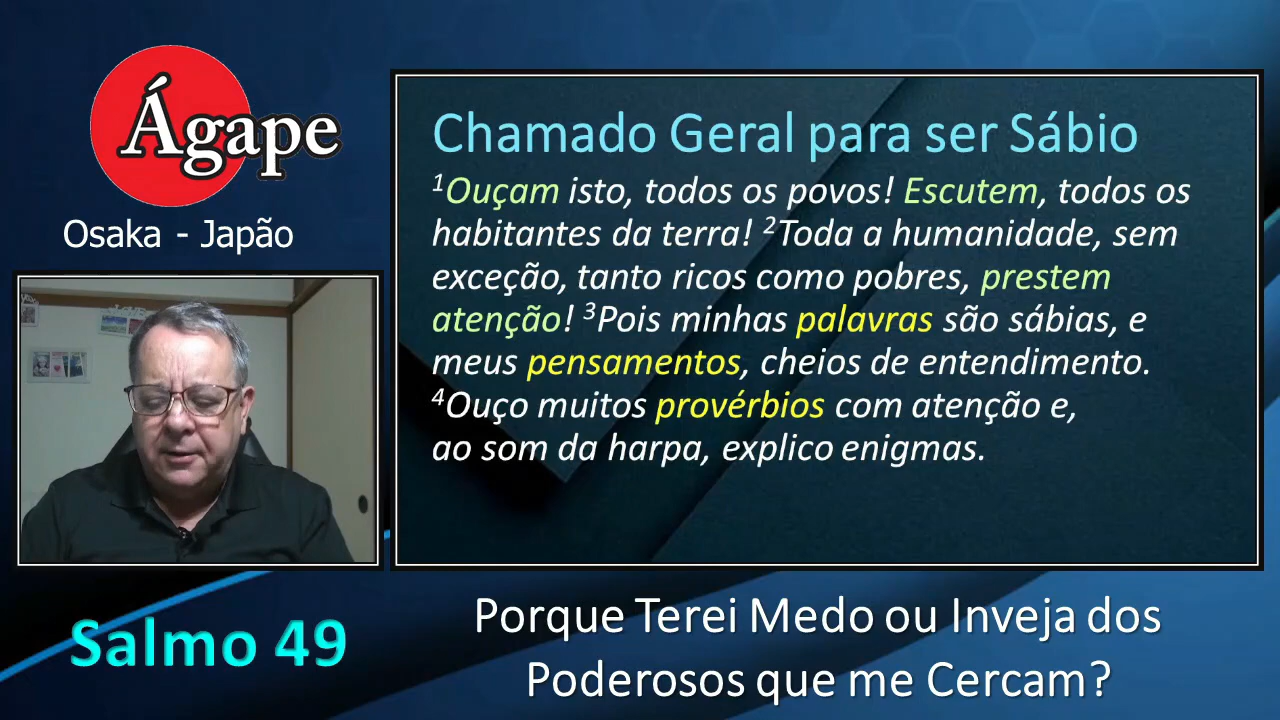 Ágape
Osaka - Japão
Chamado Geral para ser Sábio
¹Ouçam isto, todos os povos! Escutem, todos os
habitantes da terra! ²Toda a humanidade, sem
exceção, tanto ricos como pobres, prestem
atenção! ³Pois minhas palavras são sábias, e
meus pensamentos, cheios de entendimento.
⁴Ouço muitos provérbios com atenção e,
ao som da harpa, explico enigmas.
Salmo 49
Porque Terei Medo ou Inveja dos
Poderosos que me Cercam?